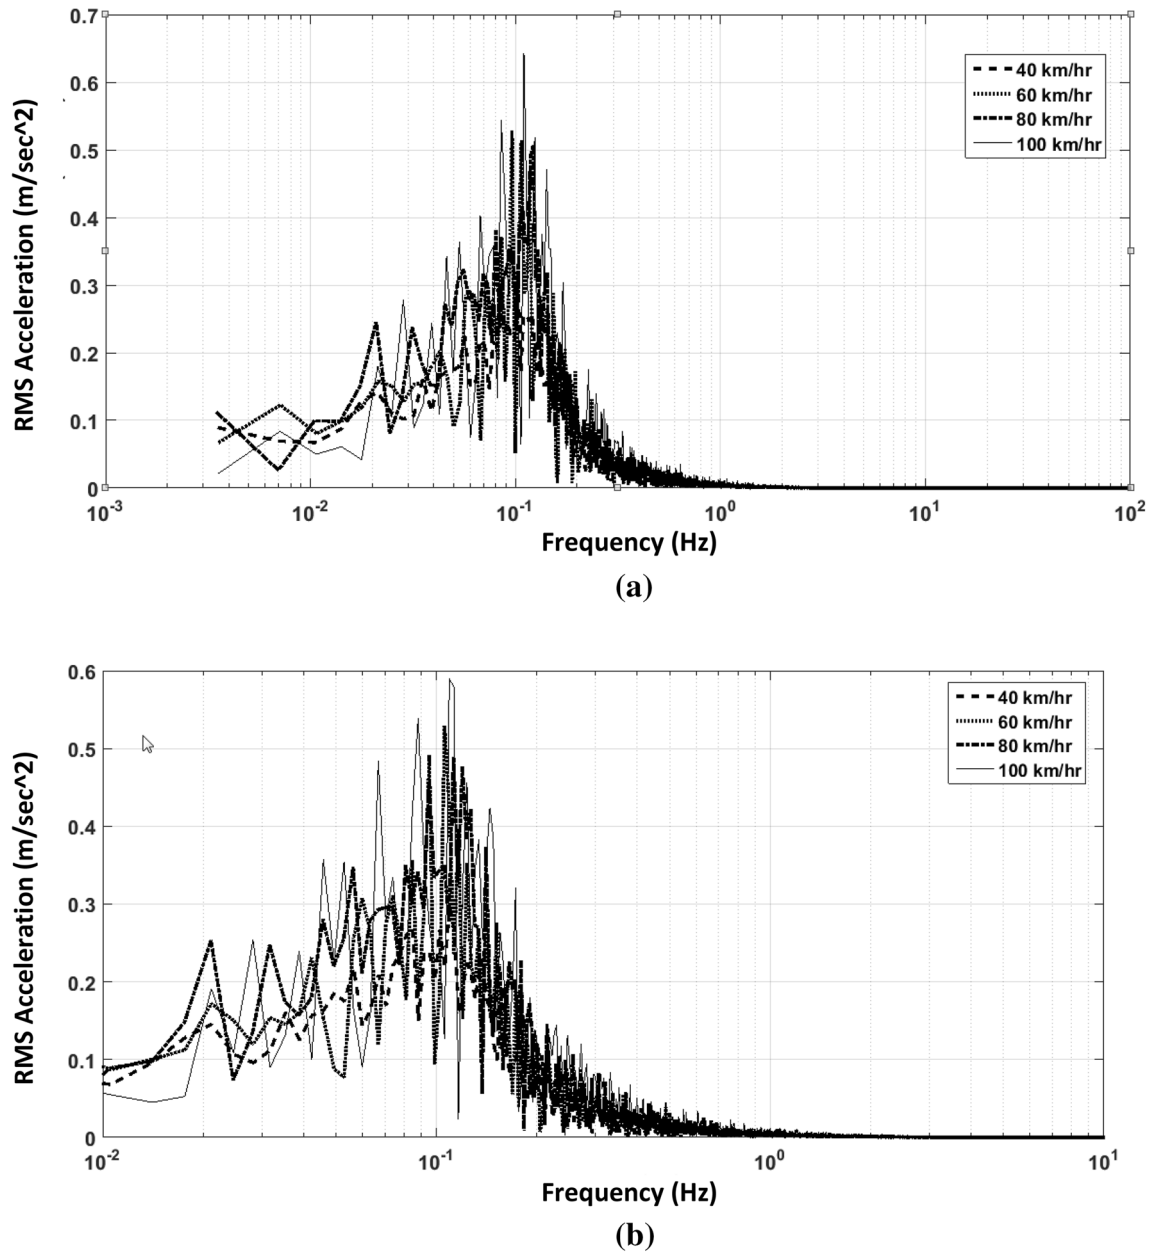 0.7
0.6
0.5
0.4
0.3
0.2
0.1
0
RMS Acceleration (m/sec^2)
40 km/hr
60 km/hr
80 km/hr
100 km/hr
10^-3 10^-2 10^-1 10^0 10^1 10^2
Frequency (Hz)
(a)
0.6
0.5
0.4
0.3
0.2
0.1
0
RMS Acceleration (m/sec^2)
40 km/hr
60 km/hr
80 km/hr
100 km/hr
10^-2 10^-1 10^0 10^1
Frequency (Hz)
(b)